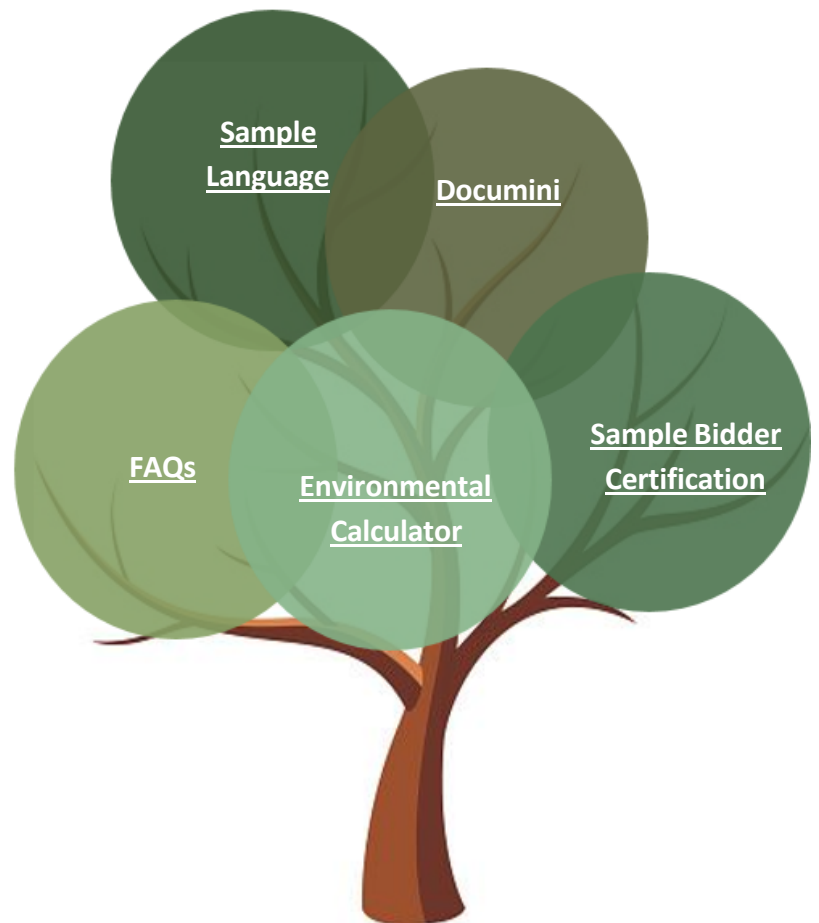 Sample
Language
Documini
FAQs
Environmental
Calculator
Sample Bidder
Certification